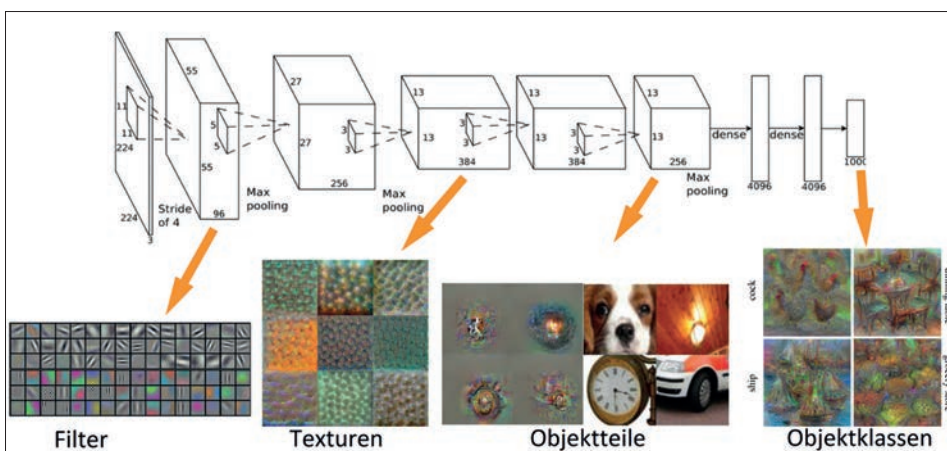 55
27
13
13
13
11
11
5
5
3
3
3
3
3
3
224
55
27
13
13
13
dense
dense
384
384
256
1000
256
4096
4096
Max pooling
Max pooling
Max pooling
224
Stride of 4
96
3
cock
ship
Filter
Texturen
Objektteile
Objektklassen